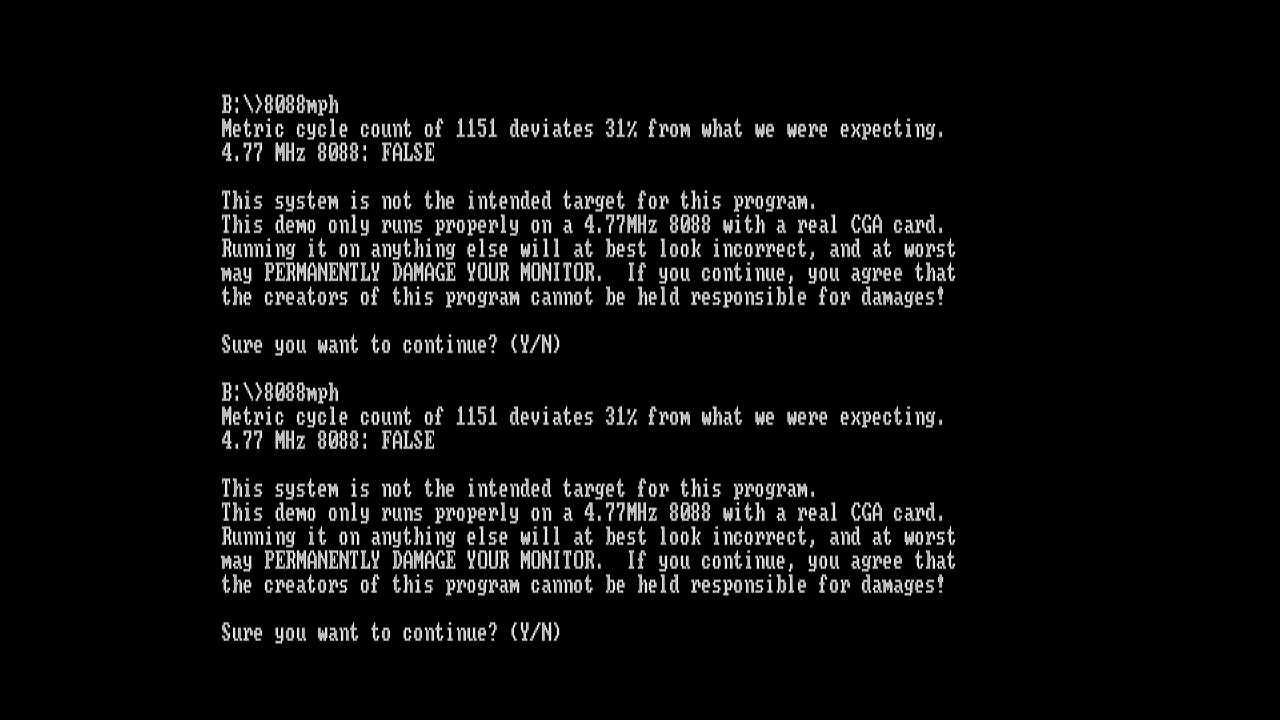 B:\>8088mph
Metric cycle count of 1151 deviates 31% from what we were expecting.
4.77 MHz 8088: FALSE
This system is not the intended target for this program.
This demo only runs properly on a 4.77MHz 8088 with a real CGA card.
Running it on anything else will at best look incorrect, and at worst
may PERMANENTLY DAMAGE YOUR MONITOR.  If you continue, you agree that
the creators of this program cannot be held responsible for damages!
Sure you want to continue? (Y/N)
B:\>8088mph
Metric cycle count of 1151 deviates 31% from what we were expecting.
4.77 MHz 8088: FALSE
This system is not the intended target for this program.
This demo only runs properly on a 4.77MHz 8088 with a real CGA card.
Running it on anything else will at best look incorrect, and at worst
may PERMANENTLY DAMAGE YOUR MONITOR.  If you continue, you agree that
the creators of this program cannot be held responsible for damages!
Sure you want to continue? (Y/N)